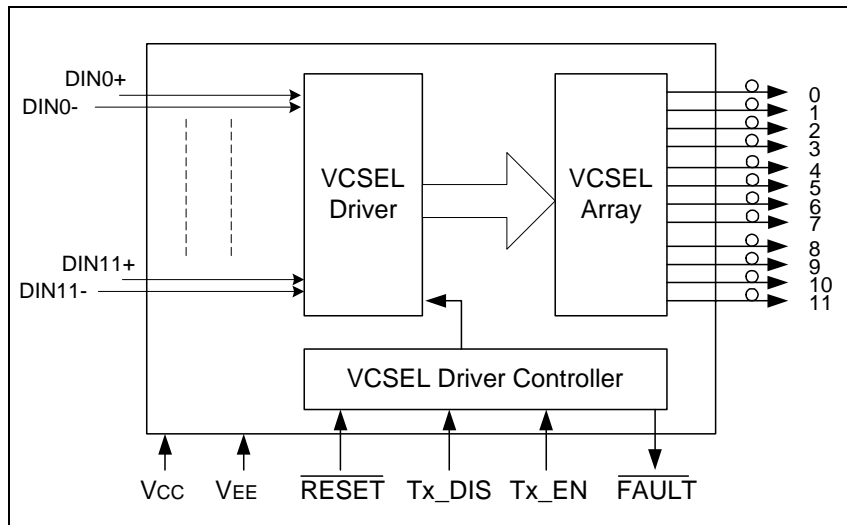 DIN0+
DIN0-
DIN11+
DIN11-
VCSEL
Driver
VCSEL
Array
0
1
2
3
4
5
6
7
8
9
10
11
VCSEL Driver Controller
VCC
VEE
RESET
Tx_DIS
Tx_EN
FAULT